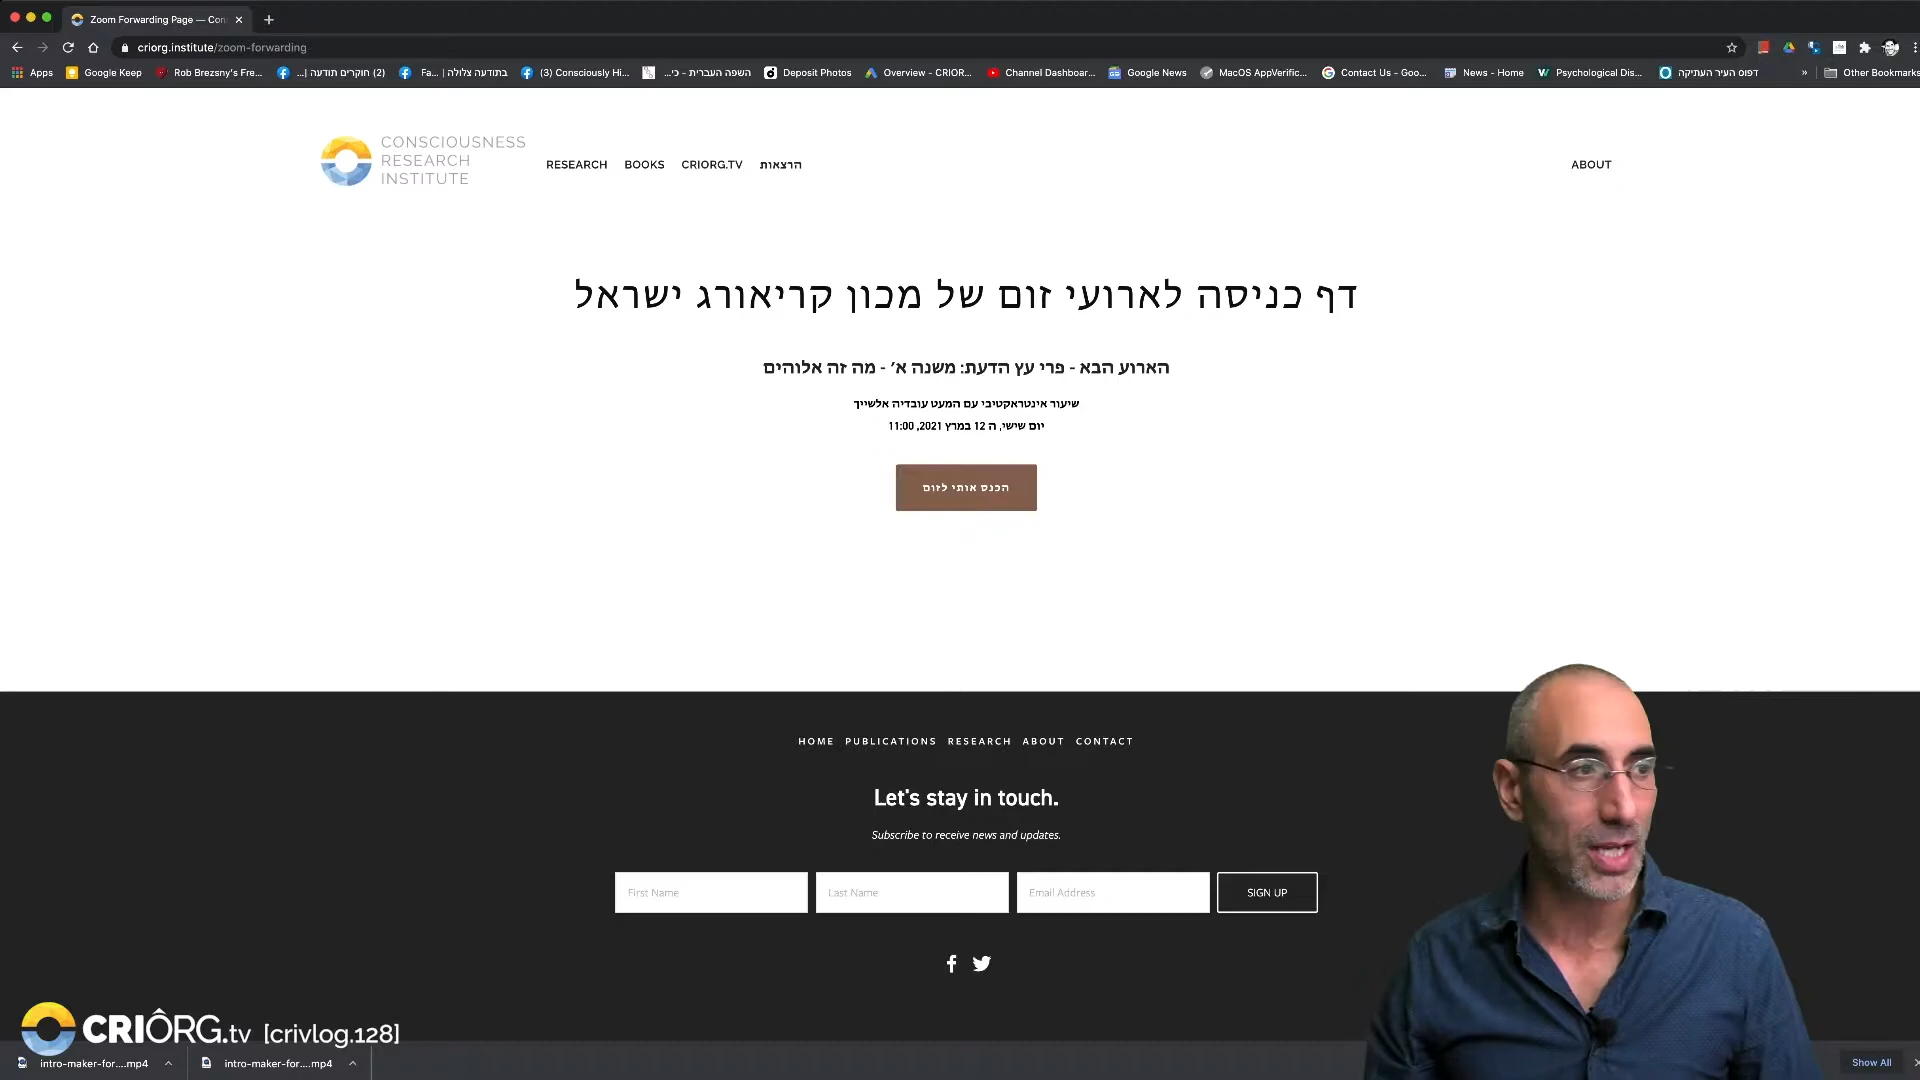 Zoom Forwarding Page — Con
criorg.institute/zoom-forwarding
Apps
Google Keep
Rob Brezsny's Fre...
(2) חוקרים תודעה |...
Fa... | בתודעה צלולה
(3) Consciously Hi...
השפה העברית - כי...
Deposit Photos
Overview - CRIOR...
Channel Dashboar...
Google News
MacOS AppVerific...
Contact Us - Goo...
News - Home
Psychological Dis...
דפוס העיר העתיקה
»
Other Bookmarks
CONSCIOUSNESS
RESEARCH
INSTITUTE
RESEARCH
BOOKS
CRIORG.TV
הרצאות
ABOUT
דף כניסה לארועי זום של מכון קריאורג ישראל
הארוע הבא - פרי עץ הדעת: משנה א׳ - מה זה אלוהים
שיעור אינטראקטיבי עם המעט עובדיה אלשייך
יום שישי, ה 12 במרץ 2021, 11:00
הכנס אותי לזום
HOME PUBLICATIONS RESEARCH ABOUT CONTACT
Let's stay in touch.
Subscribe to receive news and updates.
First Name
Last Name
Email Address
SIGN UP
CRIÔRG.tv [crivlog.128]
intro-maker-for....mp4
intro-maker-for....mp4
Show All